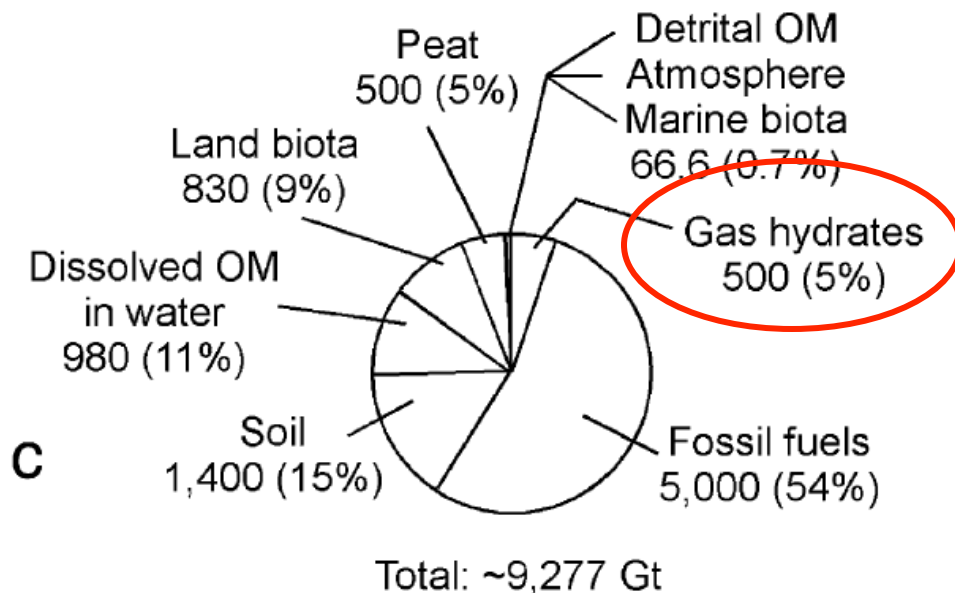 Peat
500 (5%)
Detrital OM
Atmosphere
Marine biota
66.6 (0.7%)
Land biota
830 (9%)
Gas hydrates
500 (5%)
Dissolved OM
in water
980 (11%)
Soil
1,400 (15%)
Fossil fuels
5,000 (54%)
C
Total: ~9,277 Gt